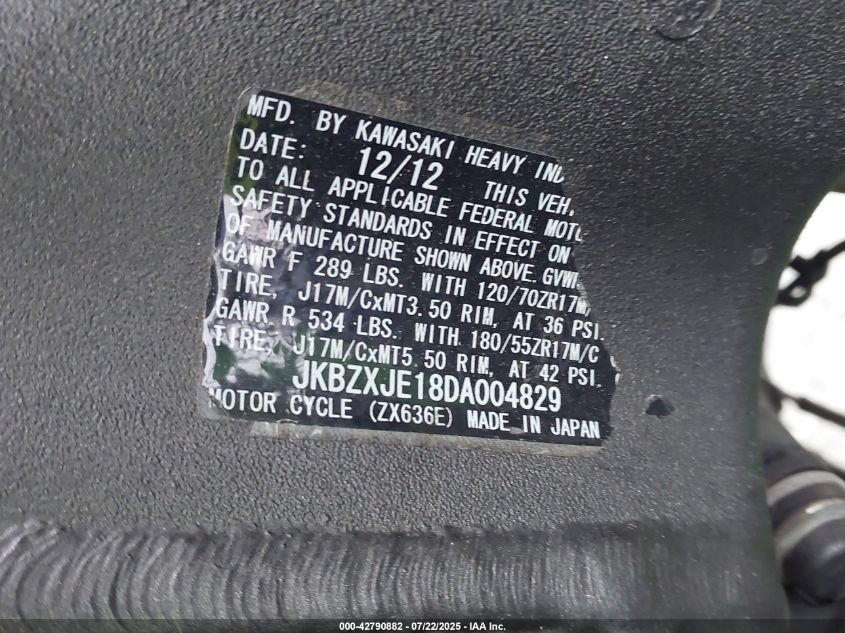 MFD. BY KAWASAKI HEAVY IND
DATE: 12/12 THIS VEH
TO ALL APPLICABLE FEDERAL MOTO
SAFETY STANDARDS IN EFFECT ON
OF MANUFACTURE SHOWN ABOVE. GVW
GAWR F 289 LBS. WITH 120/70ZR17M/
TIRE, J17M/CxMT3.50 RIM, AT 36 PSI.
GAWR R 534 LBS. WITH 180/55ZR17M/C
TIRE, J17M/CxMT5.50 RIM, AT 42 PSI.
JKBZXJE18DA004829
MOTOR CYCLE (ZX636E) MADE IN JAPAN
000-42790882 - 07/22/2025 - IAA Inc.